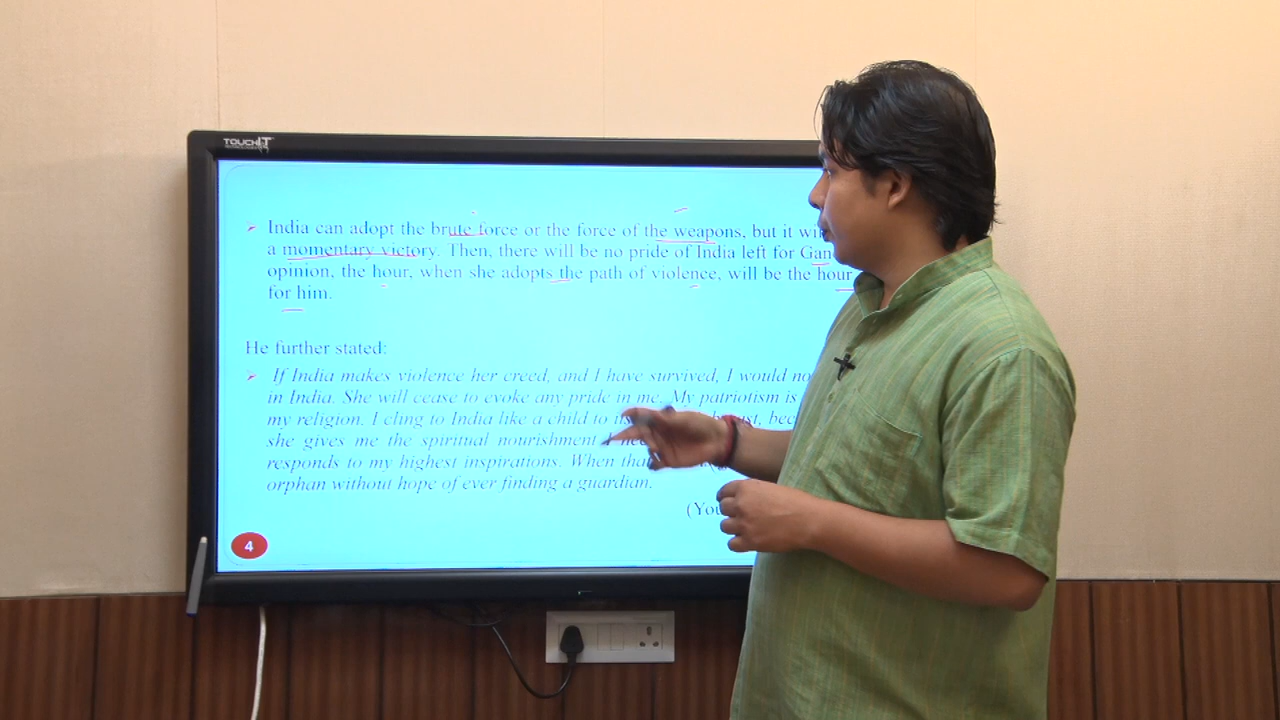 TOUCHIT
India can adopt the brute force or the force of the weapons, but it
a momentary victory. Then, there will be no pride of India left for
opinion, the hour, when she adopts the path of violence, will be the hour
for him.
He further stated:
If India makes violence her creed, and I have survived, I would
in India. She will cease to evoke any pride in me. My patriotism is
my religion. I cling to India like a child to
she gives me the spiritual nourishment I
responds to my highest inspirations. When
orphan without hope of ever finding a guardian.
4